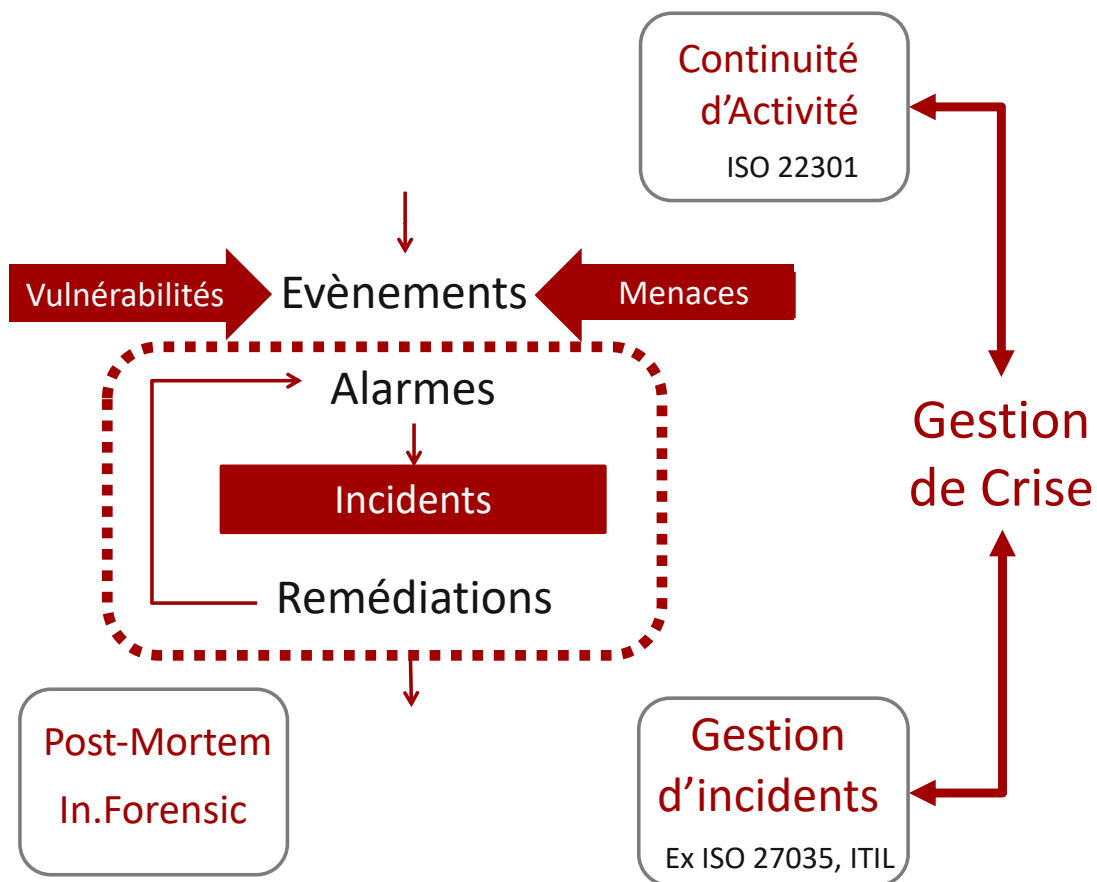 Continuité
d’Activité
ISO 22301
Vulnérabilités
Evènements
Menaces
Alarmes
Incidents
Remédiations
Gestion
de Crise
Post-Mortem
In.Forensic
Gestion
d’incidents
Ex ISO 27035, ITIL